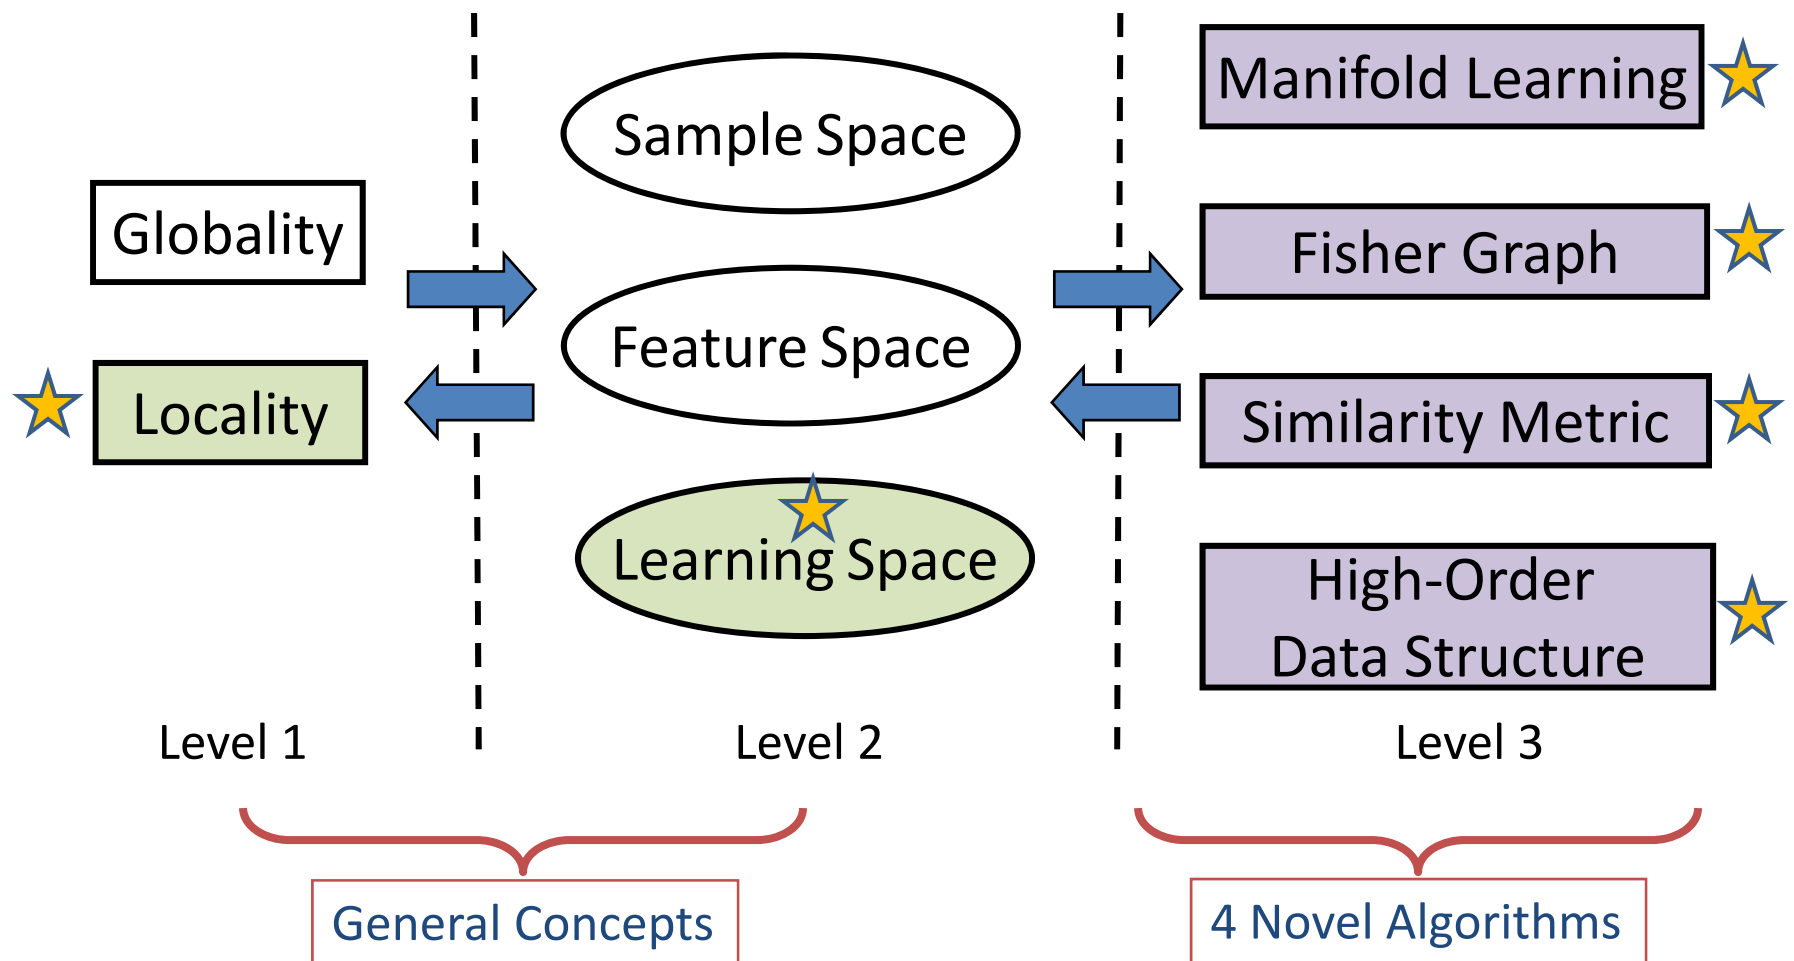 Globality
Locality
Level 1
Sample Space
Feature Space
Learning Space
Level 2
Manifold Learning
Fisher Graph
Similarity Metric
High-Order
Data Structure
Level 3
General Concepts
4 Novel Algorithms